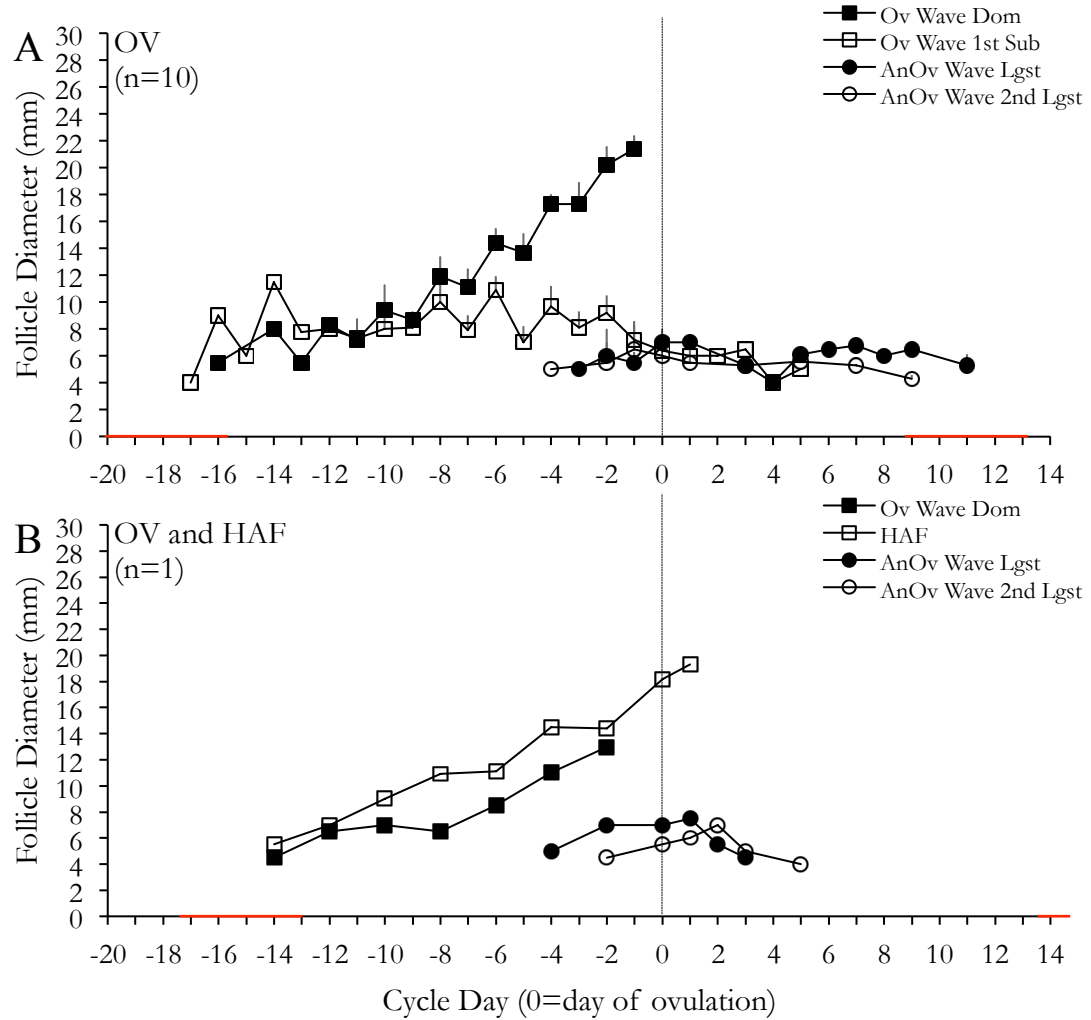 A
OV
(n=10)
Ov Wave Dom
Ov Wave 1st Sub
AnOv Wave Lgst
AnOv Wave 2nd Lgst
Follicle Diameter (mm)
30
28
26
24
22
20
18
16
14
12
10
8
6
4
2
0
-20 -18 -16 -14 -12 -10 -8 -6 -4 -2 0 2 4 6 8 10 12 14
B
OV and HAF
(n=1)
Ov Wave Dom
HAF
AnOv Wave Lgst
AnOv Wave 2nd Lgst
Follicle Diameter (mm)
30
28
26
24
22
20
18
16
14
12
10
8
6
4
2
0
-20 -18 -16 -14 -12 -10 -8 -6 -4 -2 0 2 4 6 8 10 12 14
Cycle Day (0=day of ovulation)